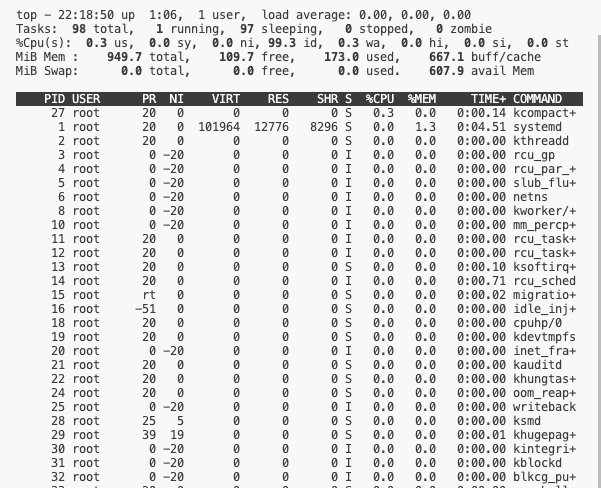 top - 22:18:50 up  1:06,  1 user,  load average: 0.00, 0.00, 0.00
Tasks:  98 total,   1 running,  97 sleeping,   0 stopped,   0 zombie
%Cpu(s):  0.3 us,  0.0 sy,  0.0 ni, 99.3 id,  0.3 wa,  0.0 hi,  0.0 si,  0.0 st
MiB Mem :    949.7 total,    109.7 free,    173.0 used,    667.1 buff/cache
MiB Swap:      0.0 total,      0.0 free,      0.0 used.    607.9 avail Mem
PID USER      PR  NI    VIRT    RES    SHR S  %CPU  %MEM     TIME+ COMMAND
27 root      20   0       0      0      0 S   0.3   0.0   0:00.14 kcompact+
1 root      20   0  101964  12776   8296 S   0.0   1.3   0:04.51 systemd
2 root      20   0       0      0      0 S   0.0   0.0   0:00.00 kthreadd
3 root       0 -20       0      0      0 I   0.0   0.0   0:00.00 rcu_gp
4 root       0 -20       0      0      0 I   0.0   0.0   0:00.00 rcu_par_+
5 root       0 -20       0      0      0 I   0.0   0.0   0:00.00 slub_flu+
6 root       0 -20       0      0      0 I   0.0   0.0   0:00.00 netns
8 root       0 -20       0      0      0 I   0.0   0.0   0:00.00 kworker/+
10 root       0 -20       0      0      0 I   0.0   0.0   0:00.00 mm_percp+
11 root      20   0       0      0      0 I   0.0   0.0   0:00.00 rcu_task+
12 root      20   0       0      0      0 I   0.0   0.0   0:00.00 rcu_task+
13 root      20   0       0      0      0 S   0.0   0.0   0:00.10 ksoftirq+
14 root      20   0       0      0      0 I   0.0   0.0   0:00.71 rcu_sched
15 root      rt   0       0      0      0 S   0.0   0.0   0:00.02 migratio+
16 root     -51   0       0      0      0 S   0.0   0.0   0:00.00 idle_inj+
18 root      20   0       0      0      0 S   0.0   0.0   0:00.00 cpuhp/0
19 root      20   0       0      0      0 S   0.0   0.0   0:00.00 kdevtmpfs
20 root       0 -20       0      0      0 I   0.0   0.0   0:00.00 inet_fra+
21 root      20   0       0      0      0 S   0.0   0.0   0:00.00 kauditd
22 root      20   0       0      0      0 S   0.0   0.0   0:00.00 khungtas+
24 root      20   0       0      0      0 S   0.0   0.0   0:00.00 oom_reap+
25 root       0 -20       0      0      0 I   0.0   0.0   0:00.00 writeback
28 root      25   5       0      0      0 S   0.0   0.0   0:00.00 ksmd
29 root      39  19       0      0      0 S   0.0   0.0   0:00.01 khugepag+
30 root       0 -20       0      0      0 I   0.0   0.0   0:00.00 kintegri+
31 root       0 -20       0      0      0 I   0.0   0.0   0:00.00 kblockd
32 root       0 -20       0      0      0 I   0.0   0.0   0:00.00 blkcg_pu+